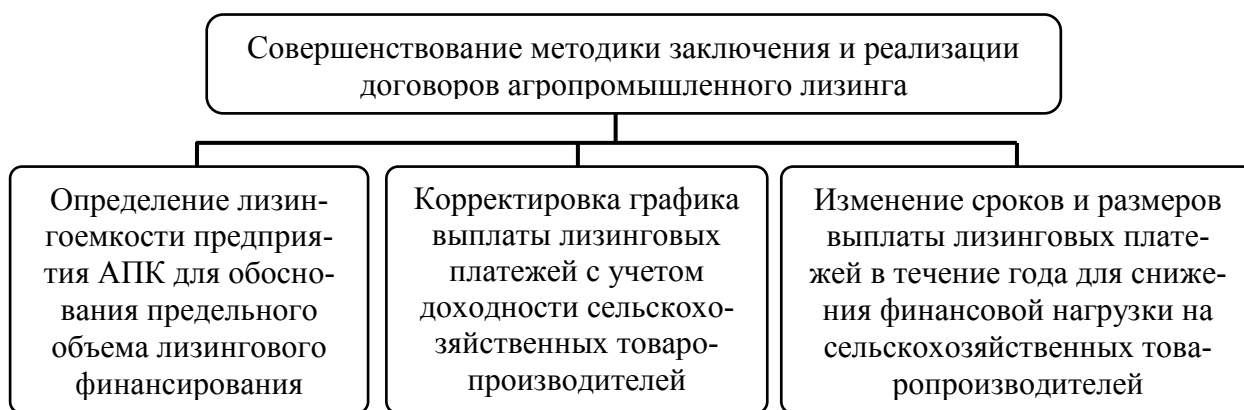 Совершенствование методики заключения и реализации
договоров агропромышленного лизинга
Определение лизин-
гоемкости предприя-
тия АПК для обосно-
вания предельного
объема лизингового
финансирования
Корректировка графика
выплаты лизинговых
платежей с учетом
доходности сельскохо-
зяйственных товаро-
производителей
Изменение сроков и размеров
выплаты лизинговых плате-
жей в течение года для сниже-
ния финансовой нагрузки на
сельскохозяйственных това-
ропроизводителей